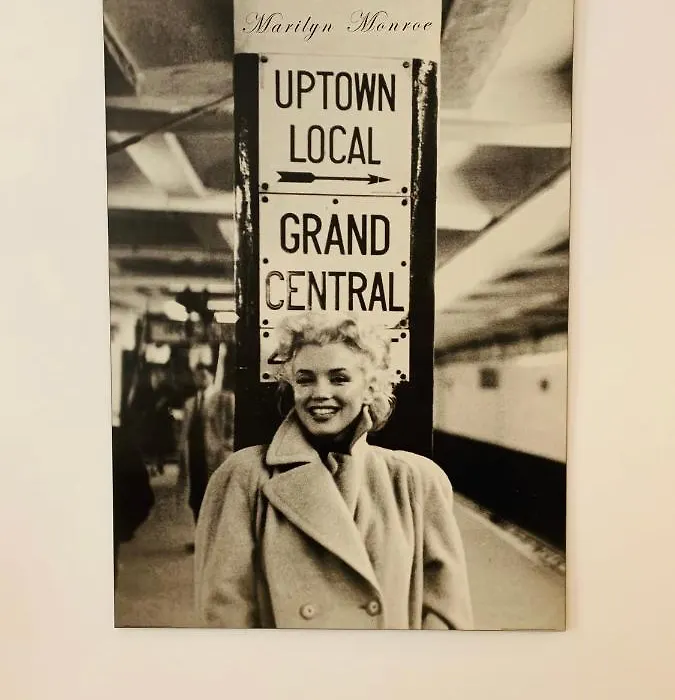 Marilyn Monroe
UPTOWN
LOCAL
GRAND
CENTRAL